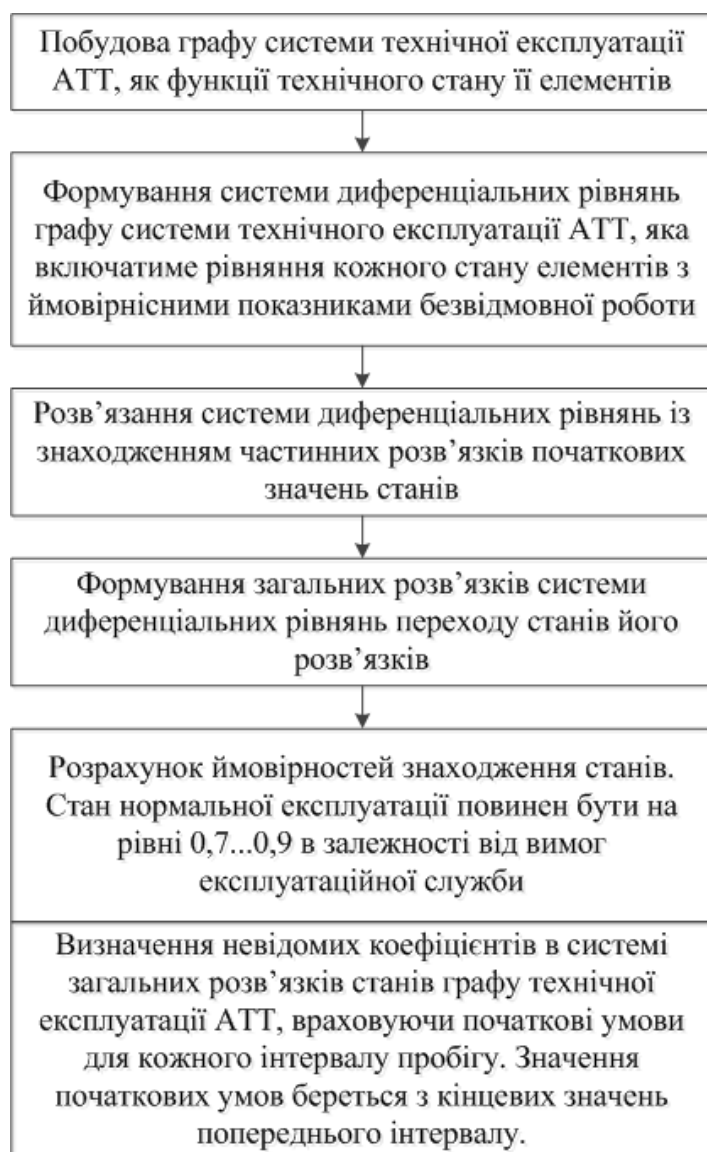 Побудова графу системи технічної експлуатації
АТТ, як функції технічного стану її елементів
Формування системи диференціальних рівнянь
графу системи технічного експлуатації АТТ, яка
включатиме рівняння кожного стану елементів з
ймовірнісними показниками безвідмовної роботи
Розв’язання системи диференціальних рівнянь із
знаходженням частинних розв’язків початкових
значень станів
Формування загальних розв’язків системи
диференціальних рівнянь переходу станів його
розв’язків
Розрахунок ймовірностей знаходження станів.
Стан нормальної експлуатації повинен бути на
рівні 0,7...0,9 в залежності від вимог
експлуатаційної служби
Визначення невідомих коефіцієнтів в системі
загальних розв’язків станів графу технічної
експлуатації АТТ, враховуючи початкові умови
для кожного інтервалу пробігу. Значення
початкових умов береться з кінцевих значень
попереднього інтервалу.